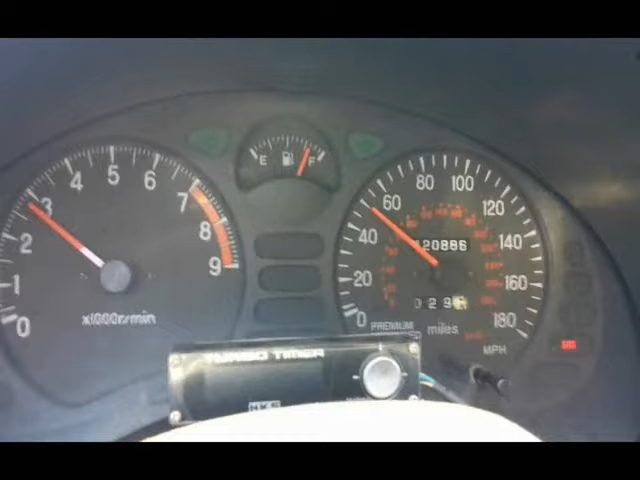 E F
0 1 2 3 4 5 6 7 8 9
x1000r/min
0 20 40 60 80 100 120 140 160 180
120886
miles
PREMIUM
MPH
TURBO TIMER
HKS